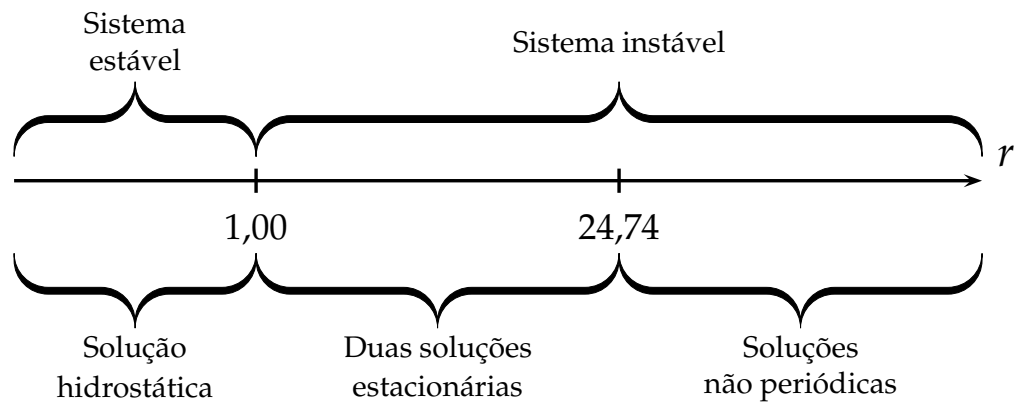 Sistema
estável
Sistema instável
r
1,00
24,74
Solução
hidrostática
Duas soluções
estacionárias
Soluções
não periódicas